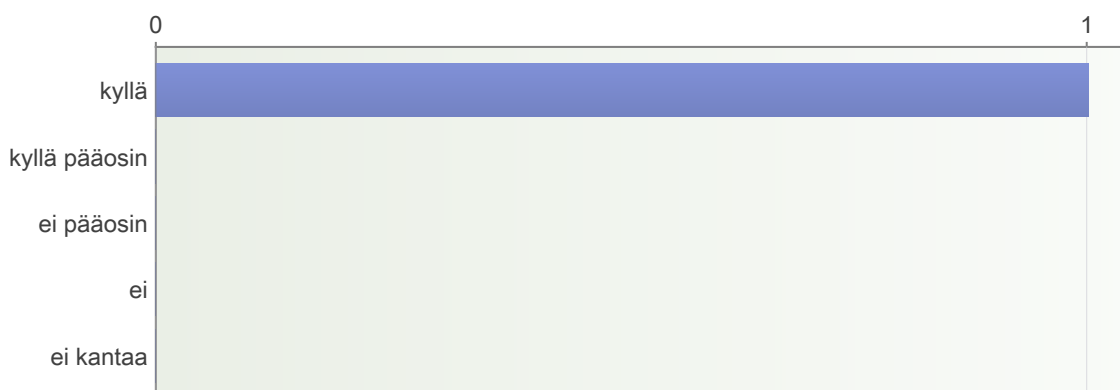 0 1
kyllä
kyllä pääosin
ei pääosin
ei
ei kantaa